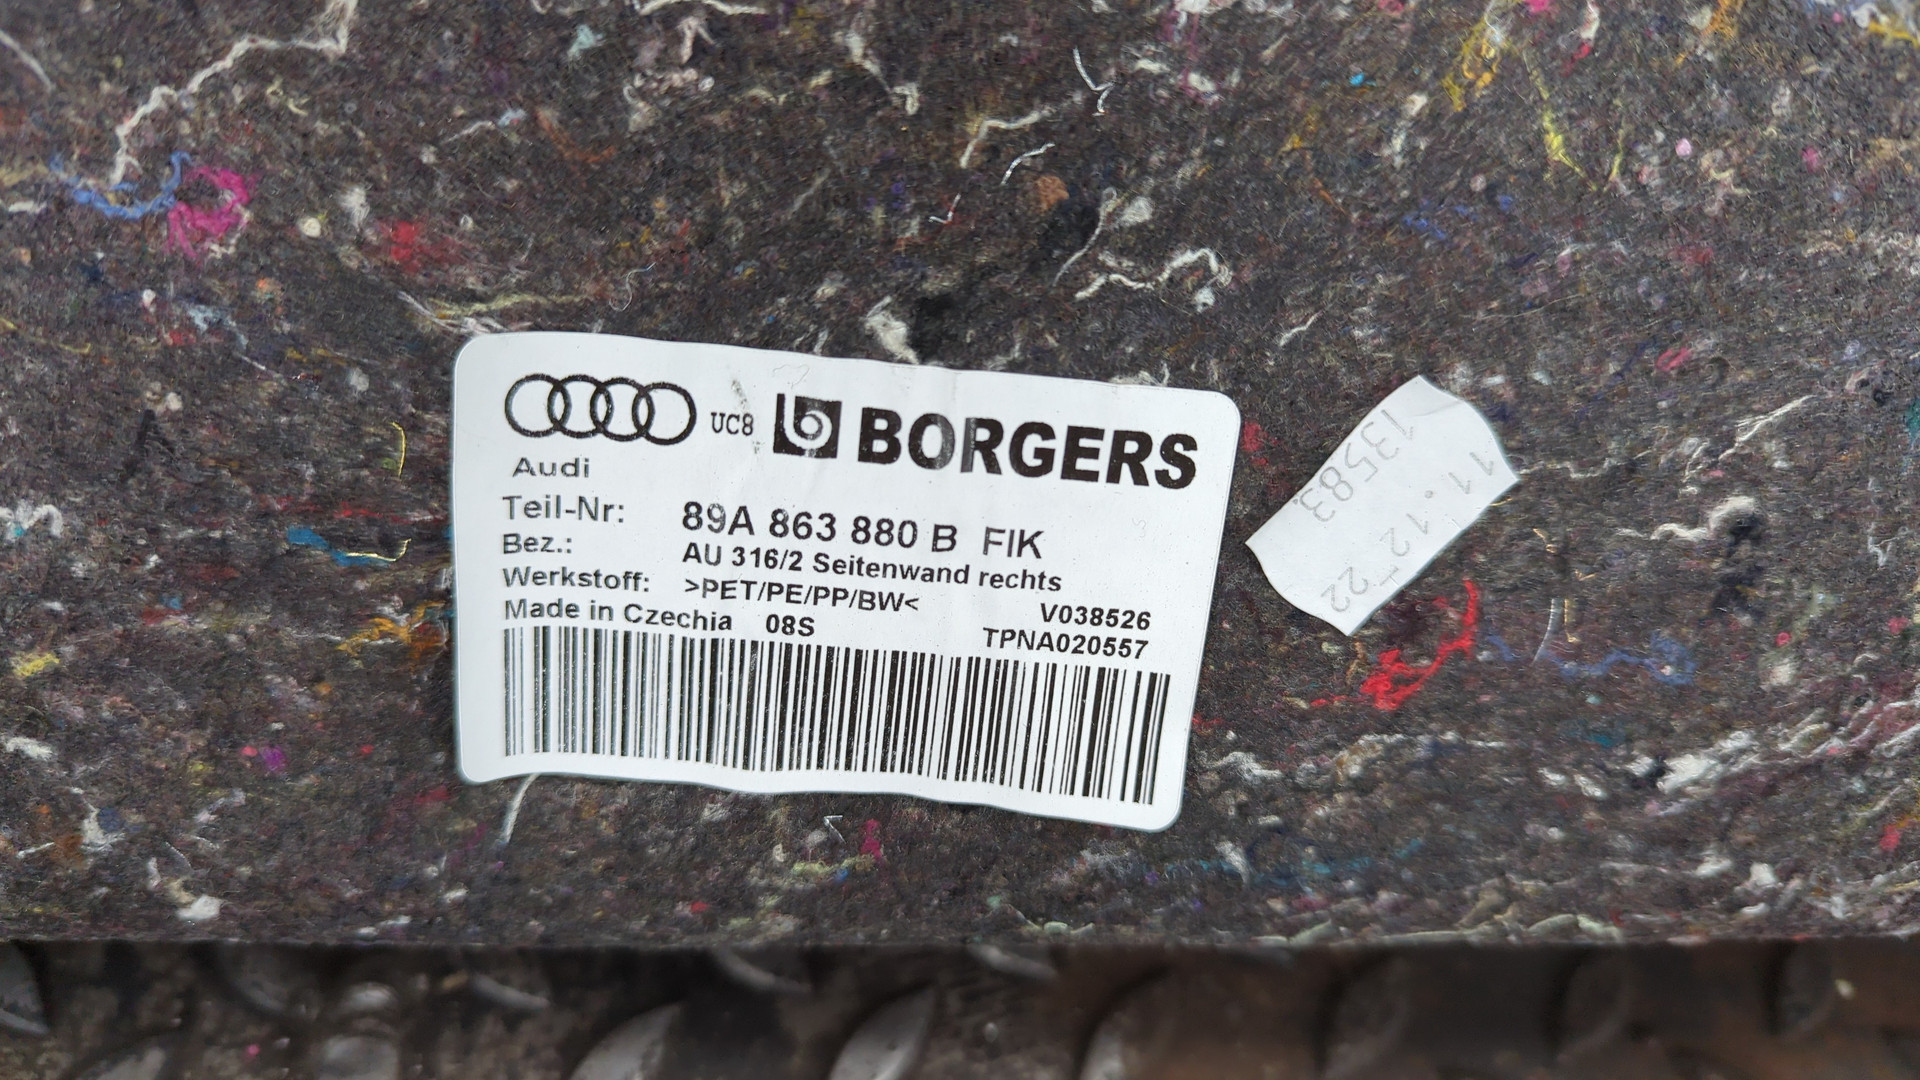 UC8 BORGERS
Audi
Teil-Nr: 89A 863 880 B FIK
Bez.: AU 316/2 Seitenwand rechts
Werkstoff: >PET/PE/PP/BW< V038526
Made in Czechia 08S TPNA020557
11.12-22
13583